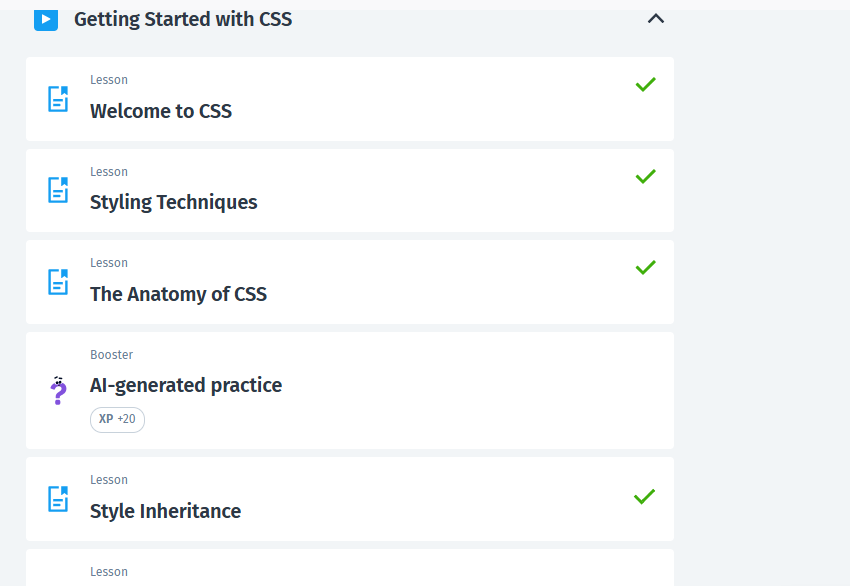 Getting Started with CSS
Lesson
Welcome to CSS
Lesson
Styling Techniques
Lesson
The Anatomy of CSS
Booster
AI-generated practice
XP +20
Lesson
Style Inheritance
Lesson